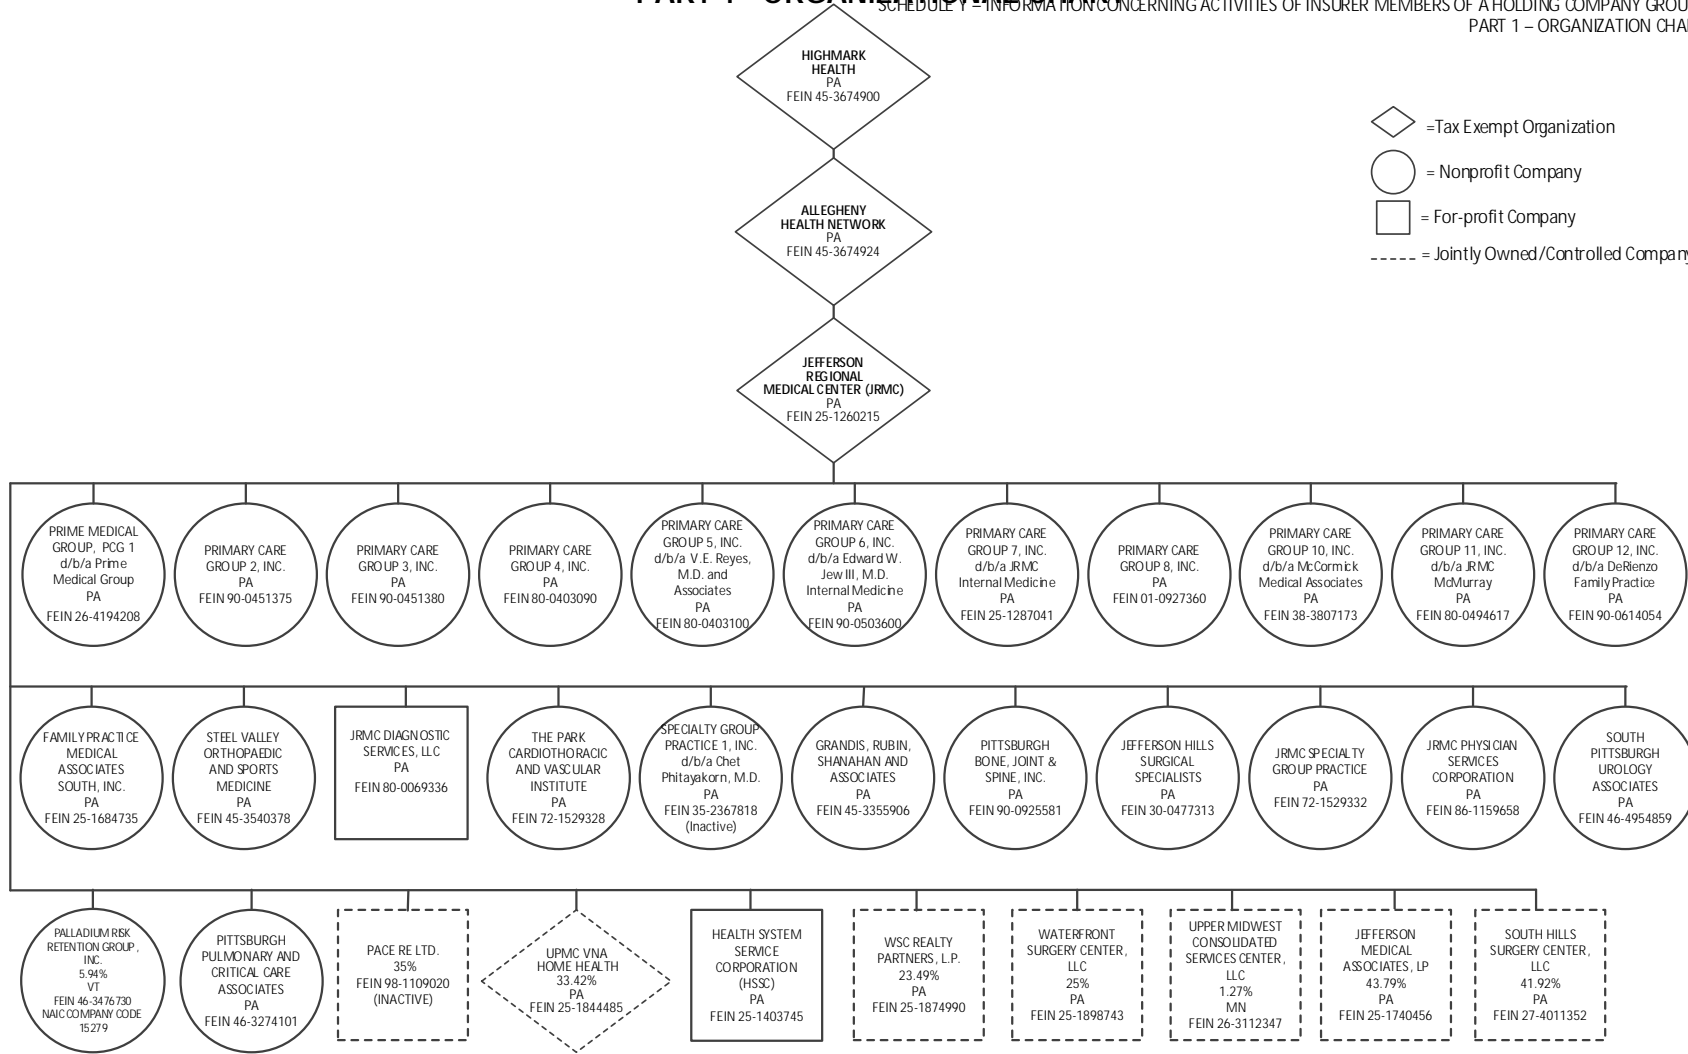 PART 1 – ORGANIZATIONAL CHART
SCHEDULE Y – INFORMATION CONCERNING ACTIVITIES OF INSURER MEMBERS OF A HOLDING COMPANY GROU
PART 1 – ORGANIZATION CHA
HIGHMARK
HEALTH
PA
FEIN 45-3674900
=Tax Exempt Organization
= Nonprofit Company
= For-profit Company
= Jointly Owned/Controlled Company
ALLEGHENY
HEALTH NETWORK
PA
FEIN 45-3674924
JEFFERSON
REGIONAL
MEDICAL CENTER (JRMC)
PA
FEIN 25-1260215
PRIME MEDICAL
GROUP, PCG 1
d/b/a Prime
Medical Group
PA
FEIN 26-4194208
PRIMARY CARE
GROUP 2, INC.
PA
FEIN 90-0451375
PRIMARY CARE
GROUP 3, INC.
PA
FEIN 90-0451380
PRIMARY CARE
GROUP 4, INC.
PA
FEIN 80-0403090
PRIMARY CARE
GROUP 5, INC.
d/b/a V.E. Reyes,
M.D. and
Associates
PA
FEIN 80-0403100
PRIMARY CARE
GROUP 6, INC.
d/b/a Edward W.
Jew III, M.D.
Internal Medicine
PA
FEIN 90-0503600
PRIMARY CARE
GROUP 7, INC.
d/b/a JRMC
Internal Medicine
PA
FEIN 25-1287041
PRIMARY CARE
GROUP 8, INC.
PA
FEIN 01-0927360
PRIMARY CARE
GROUP 10, INC.
d/b/a McCormick
Medical Associates
PA
FEIN 38-3807173
PRIMARY CARE
GROUP 11, INC.
d/b/a JRMC
McMurray
PA
FEIN 80-0494617
PRIMARY CARE
GROUP 12, INC.
d/b/a DeRienzo
Family Practice
PA
FEIN 90-0614054
FAMILY PRACTICE
MEDICAL
ASSOCIATES
SOUTH, INC.
PA
FEIN 25-1684735
STEEL VALLEY
ORTHOPAEDIC
AND SPORTS
MEDICINE
PA
FEIN 45-3540378
JRMC DIAGNOSTIC
SERVICES, LLC
PA
FEIN 80-0069336
THE PARK
CARDIOTHORACIC
AND VASCULAR
INSTITUTE
PA
FEIN 72-1529328
SPECIALTY GROUP
PRACTICE 1, INC.
d/b/a Chet
Phitayakorn, M.D.
PA
FEIN 35-2367818
(Inactive)
GRANDIS, RUBIN,
SHANAHAN AND
ASSOCIATES
PA
FEIN 45-3355906
PITTSBURGH
BONE, JOINT &
SPINE, INC.
PA
FEIN 90-0925581
JEFFERSON HILLS
SURGICAL
SPECIALISTS
PA
FEIN 30-0477313
JRMC SPECIALTY
GROUP PRACTICE
PA
FEIN 72-1529332
JRMC PHYSICIAN
SERVICES
CORPORATION
PA
FEIN 86-1159658
SOUTH
PITTSBURGH
UROLOGY
ASSOCIATES
PA
FEIN 46-4954859
PALLADIUM RISK
RETENTION GROUP,
INC.
5.94%
VT
FEIN 46-3476730
NAIC COMPANY CODE
15279
PITTSBURGH
PULMONARY AND
CRITICAL CARE
ASSOCIATES
PA
FEIN 46-3274101
PACE RE LTD.
35%
FEIN 98-1109020
(INACTIVE)
UPMC VNA
HOME HEALTH
33.42%
PA
FEIN 25-1844485
HEALTH SYSTEM
SERVICE
CORPORATION
(HSSC)
PA
FEIN 25-1403745
WSC REALTY
PARTNERS, L.P.
23.49%
PA
FEIN 25-1874990
WATERFRONT
SURGERY CENTER,
LLC
25%
PA
FEIN 25-1898743
UPPER MIDWEST
CONSOLIDATED
SERVICES CENTER,
LLC
1.27%
MN
FEIN 26-3112347
JEFFERSON
MEDICAL
ASSOCIATES, LP
43.79%
PA
FEIN 25-1740456
SOUTH HILLS
SURGERY CENTER,
LLC
41.92%
PA
FEIN 27-4011352